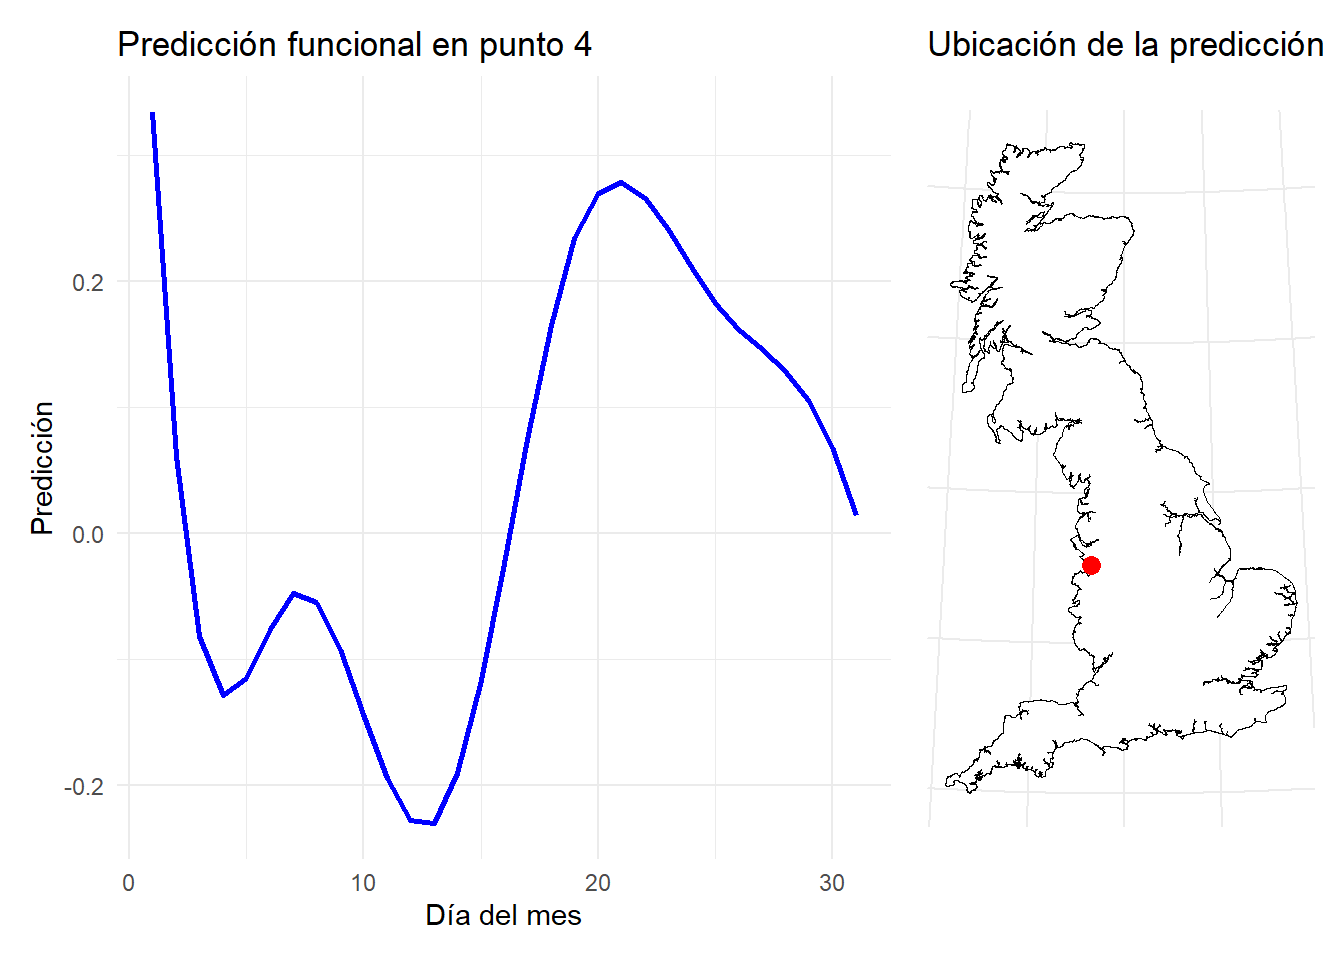 Predicción funcional en punto 4
Ubicación de la predicción
Predicción
0.2
0.0
-0.2
0
10
20
30
Día del mes